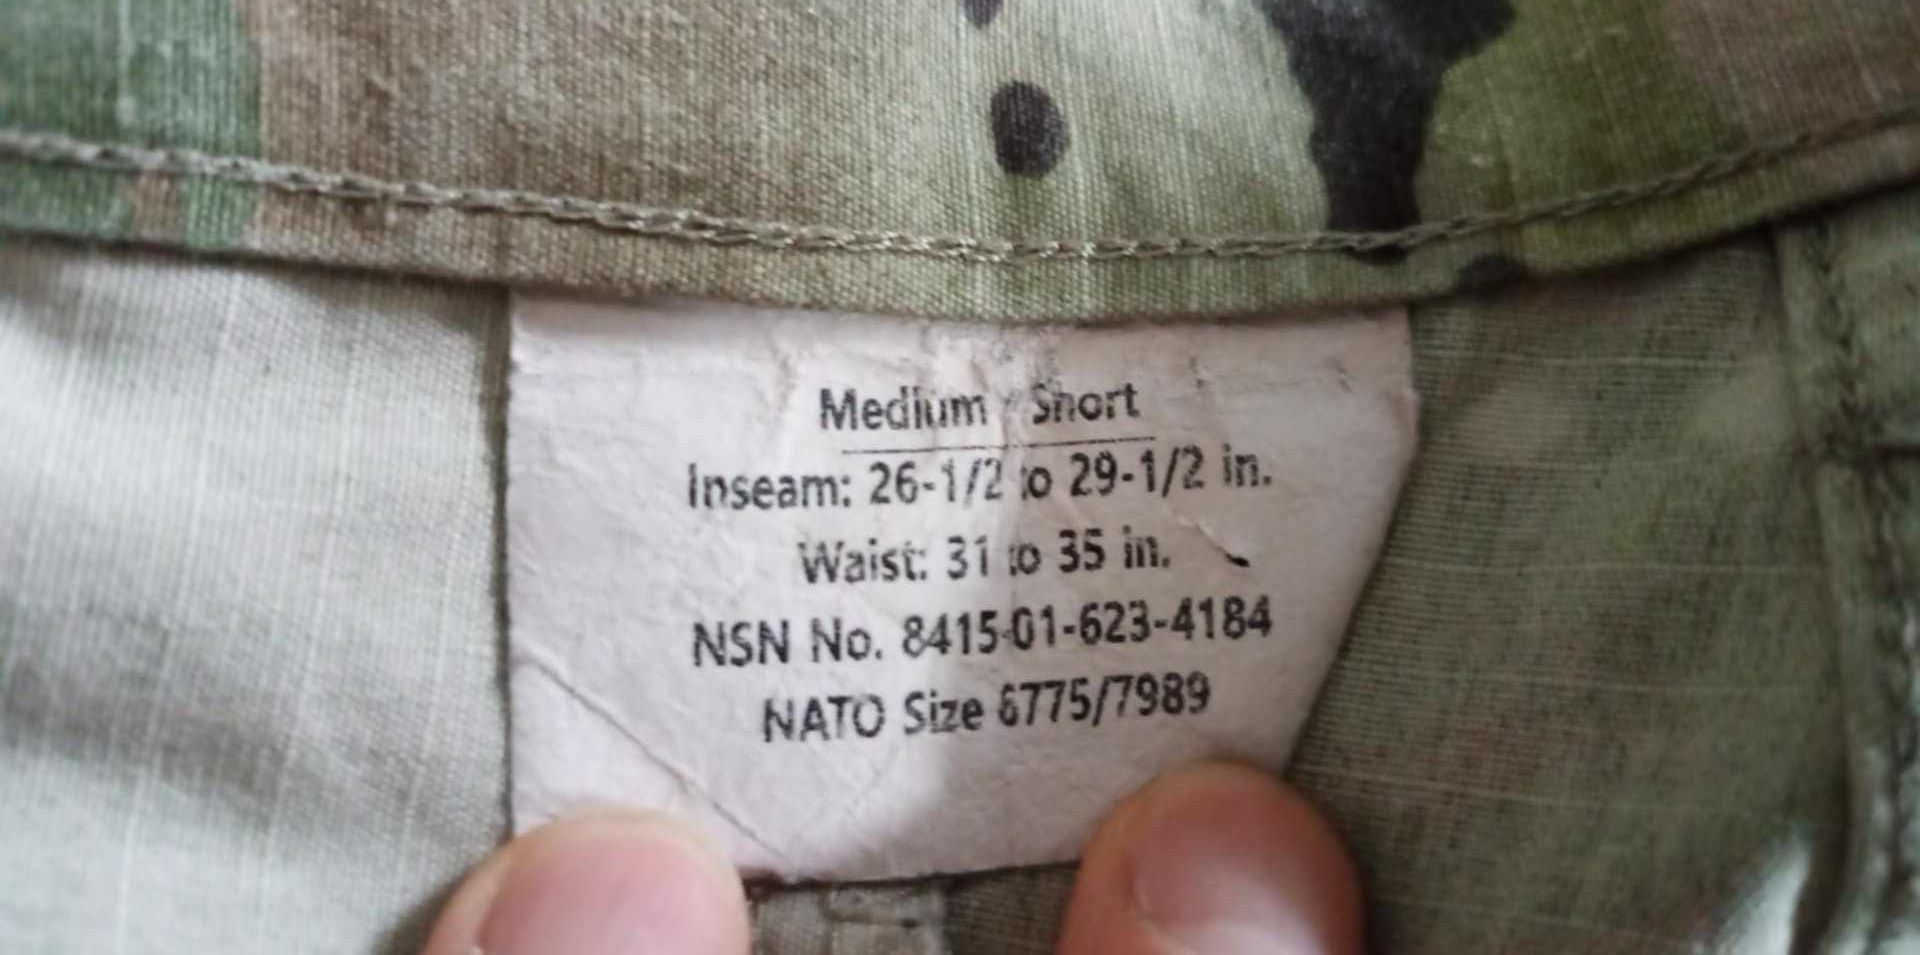 Medium Short
Inseam: 26-1/2 to 29-1/2 in.
Waist: 31 to 35 in.
NSN No. 8415-01-623-4184
NATO Size 6775/7989